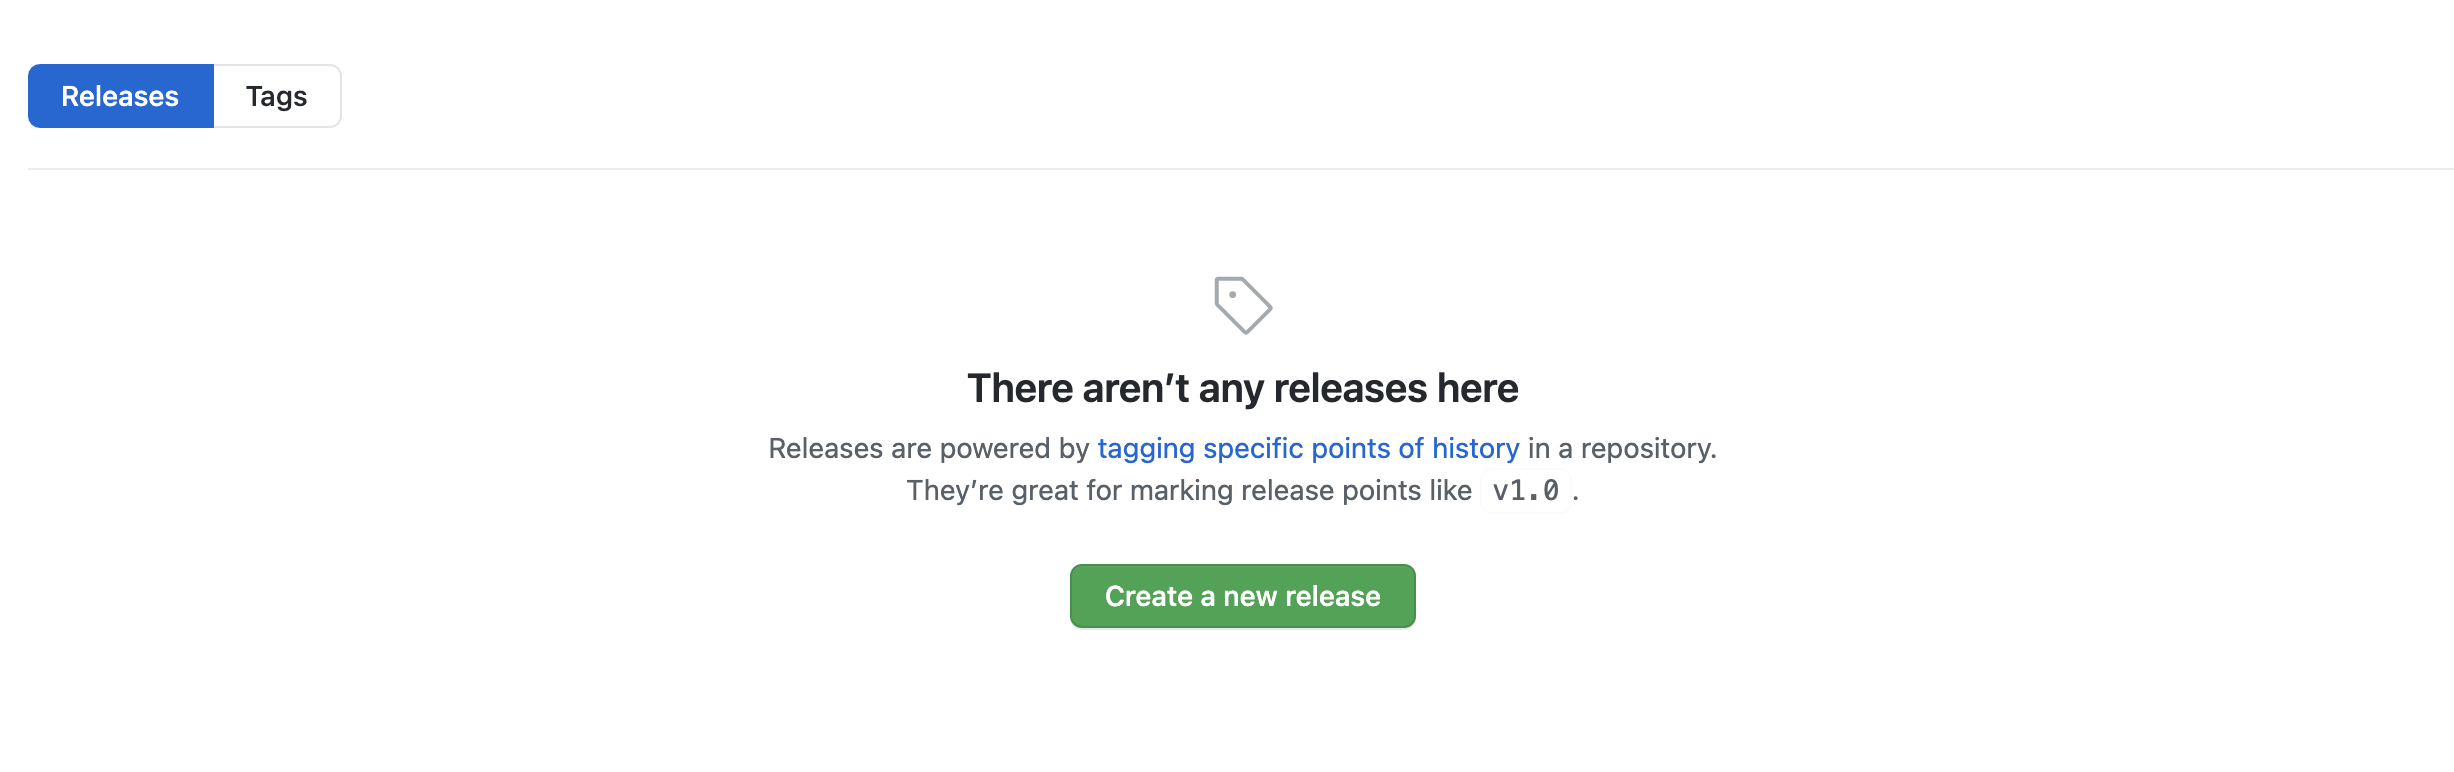 Releases
Tags
There aren’t any releases here
Releases are powered by tagging specific points of history in a repository.
They’re great for marking release points like v1.0 .
Create a new release